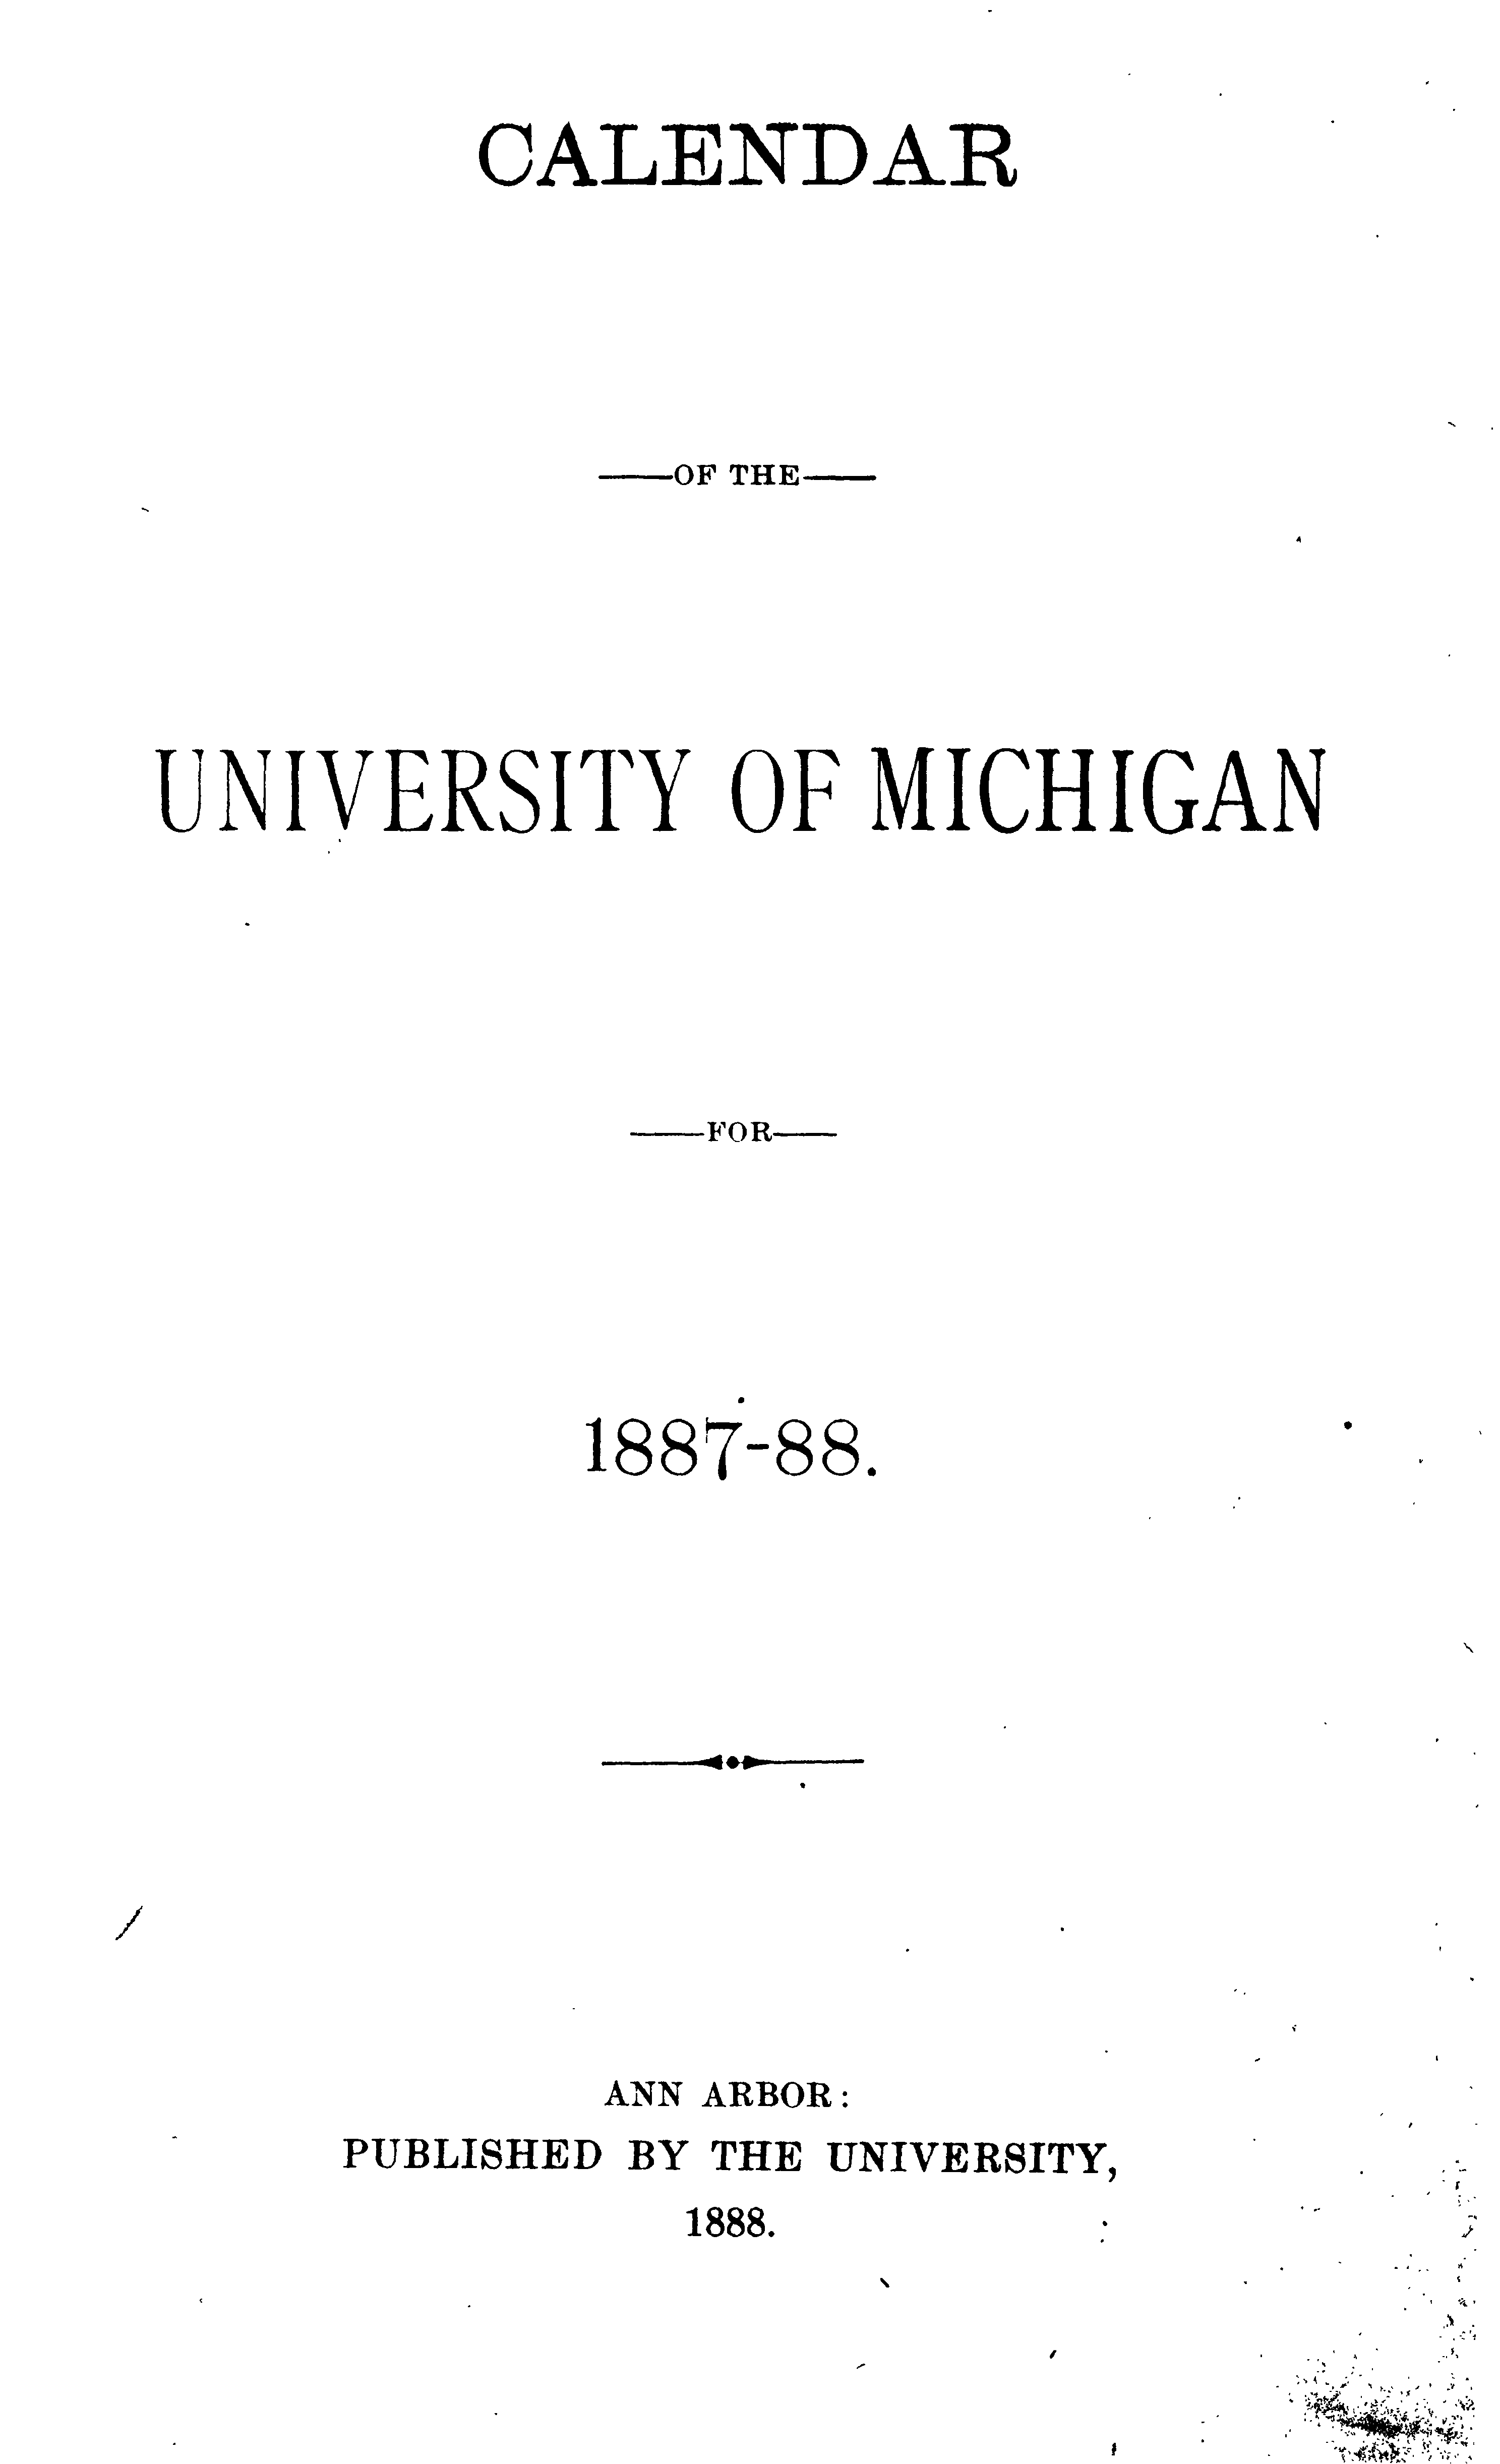 CALENDAR
—OF THE—
UNIVERSITY OF MICHIGAN
—FOR—
1887-88.
ANN ARBOR:
PUBLISHED BY THE UNIVERSITY,
1888.